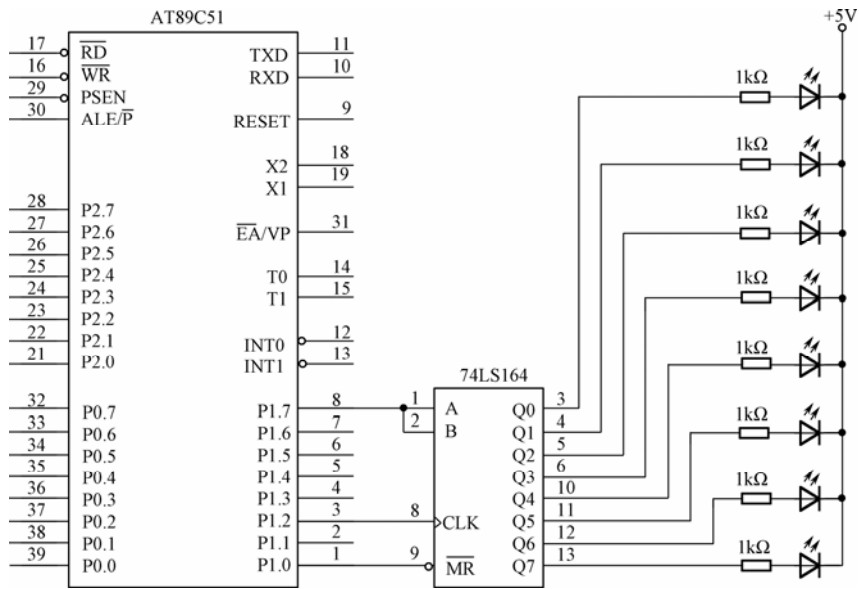 AT89C51
+5V
17 RD TXD 11
16 WR RXD 10
29 PSEN
30 ALE/P RESET 9
X2 18
X1 19
28 P2.7
27 P2.6 EA/VP 31
26 P2.5
25 P2.4 T0 14
24 P2.3 T1 15
23 P2.2
22 P2.1 INT0 12
21 P2.0 INT1 13
32 P0.7 P1.7 8
33 P0.6 P1.6 7
34 P0.5 P1.5 6
35 P0.4 P1.4 5
36 P0.3 P1.3 4
37 P0.2 P1.2 3
38 P0.1 P1.1 2
39 P0.0 P1.0 1
74LS164
1 A Q0 3
2 B Q1 4
Q2 5
Q3 6
Q4 10
8 CLK Q5 11
Q6 12
9 MR Q7 13
1kΩ
1kΩ
1kΩ
1kΩ
1kΩ
1kΩ
1kΩ
1kΩ